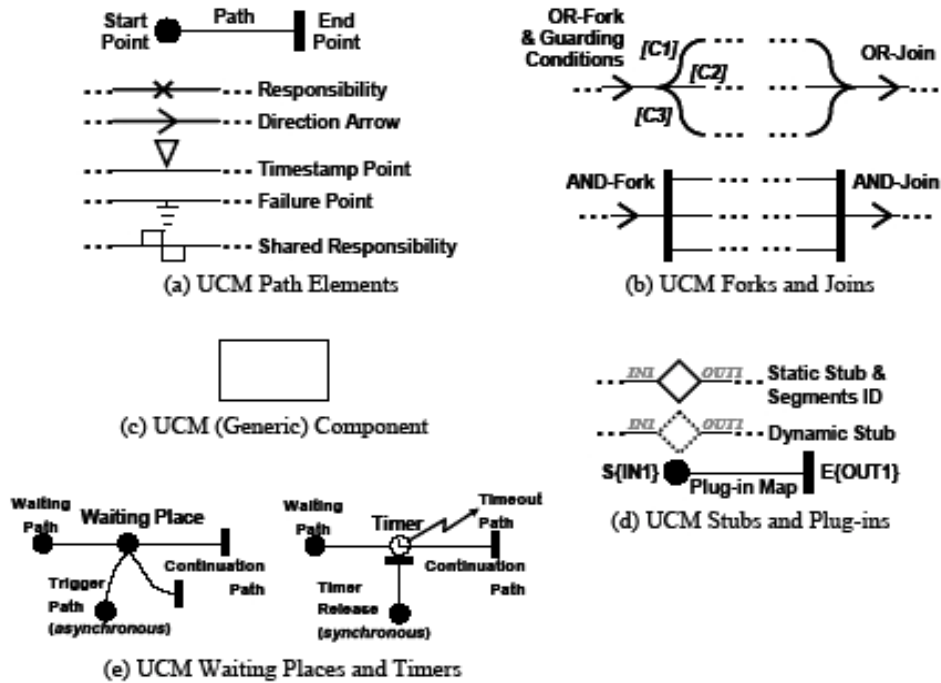 Start
Point
Path
End
Point
Responsibility
Direction Arrow
Timestamp Point
Failure Point
Shared Responsibility
(a) UCM Path Elements
OR-Fork
& Guarding
Conditions
[C1]
[C2]
[C3]
OR-Join
AND-Fork
AND-Join
(b) UCM Forks and Joins
(c) UCM (Generic) Component
IN1
OUT1
Static Stub &
Segments ID
IN1
OUT1
Dynamic Stub
S{IN1}
Plug-in Map
E{OUT1}
(d) UCM Stubs and Plug-ins
Waiting
Path
Waiting Place
Continuation
Path
Trigger
Path
(asynchronous)
Waiting
Path
Timer
Timeout
Path
Continuation
Path
Timer
Release
(synchronous)
(e) UCM Waiting Places and Timers